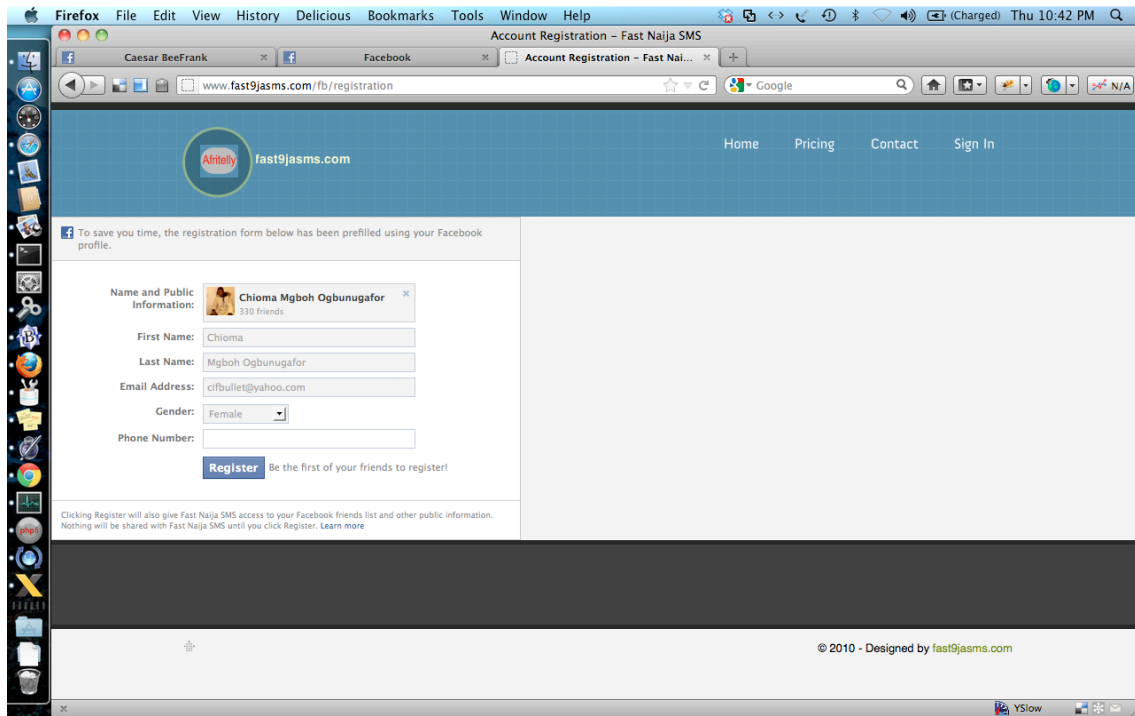 Firefox File Edit View History Delicious Bookmarks Tools Window Help (Charged) Thu 10:42 PM
Account Registration – Fast Naija SMS
Caesar BeeFrank Facebook Account Registration – Fast Nai...
www.fast9jasms.com/fb/registration Google N/A
Afritelly fast9jasms.com
Home Pricing Contact Sign In
To save you time, the registration form below has been prefilled using your Facebook
profile.
Name and Public
Information:
Chioma Mgboh Ogbunugafor
330 friends
First Name: Chioma
Last Name: Mgboh Ogbunugafor
Email Address: cifbullet@yahoo.com
Gender: Female
Phone Number:
Register Be the first of your friends to register!
Clicking Register will also give Fast Naija SMS access to your Facebook friends list and other public information.
Nothing will be shared with Fast Naija SMS until you click Register. Learn more
php5
© 2010 - Designed by fast9jasms.com
YSlow